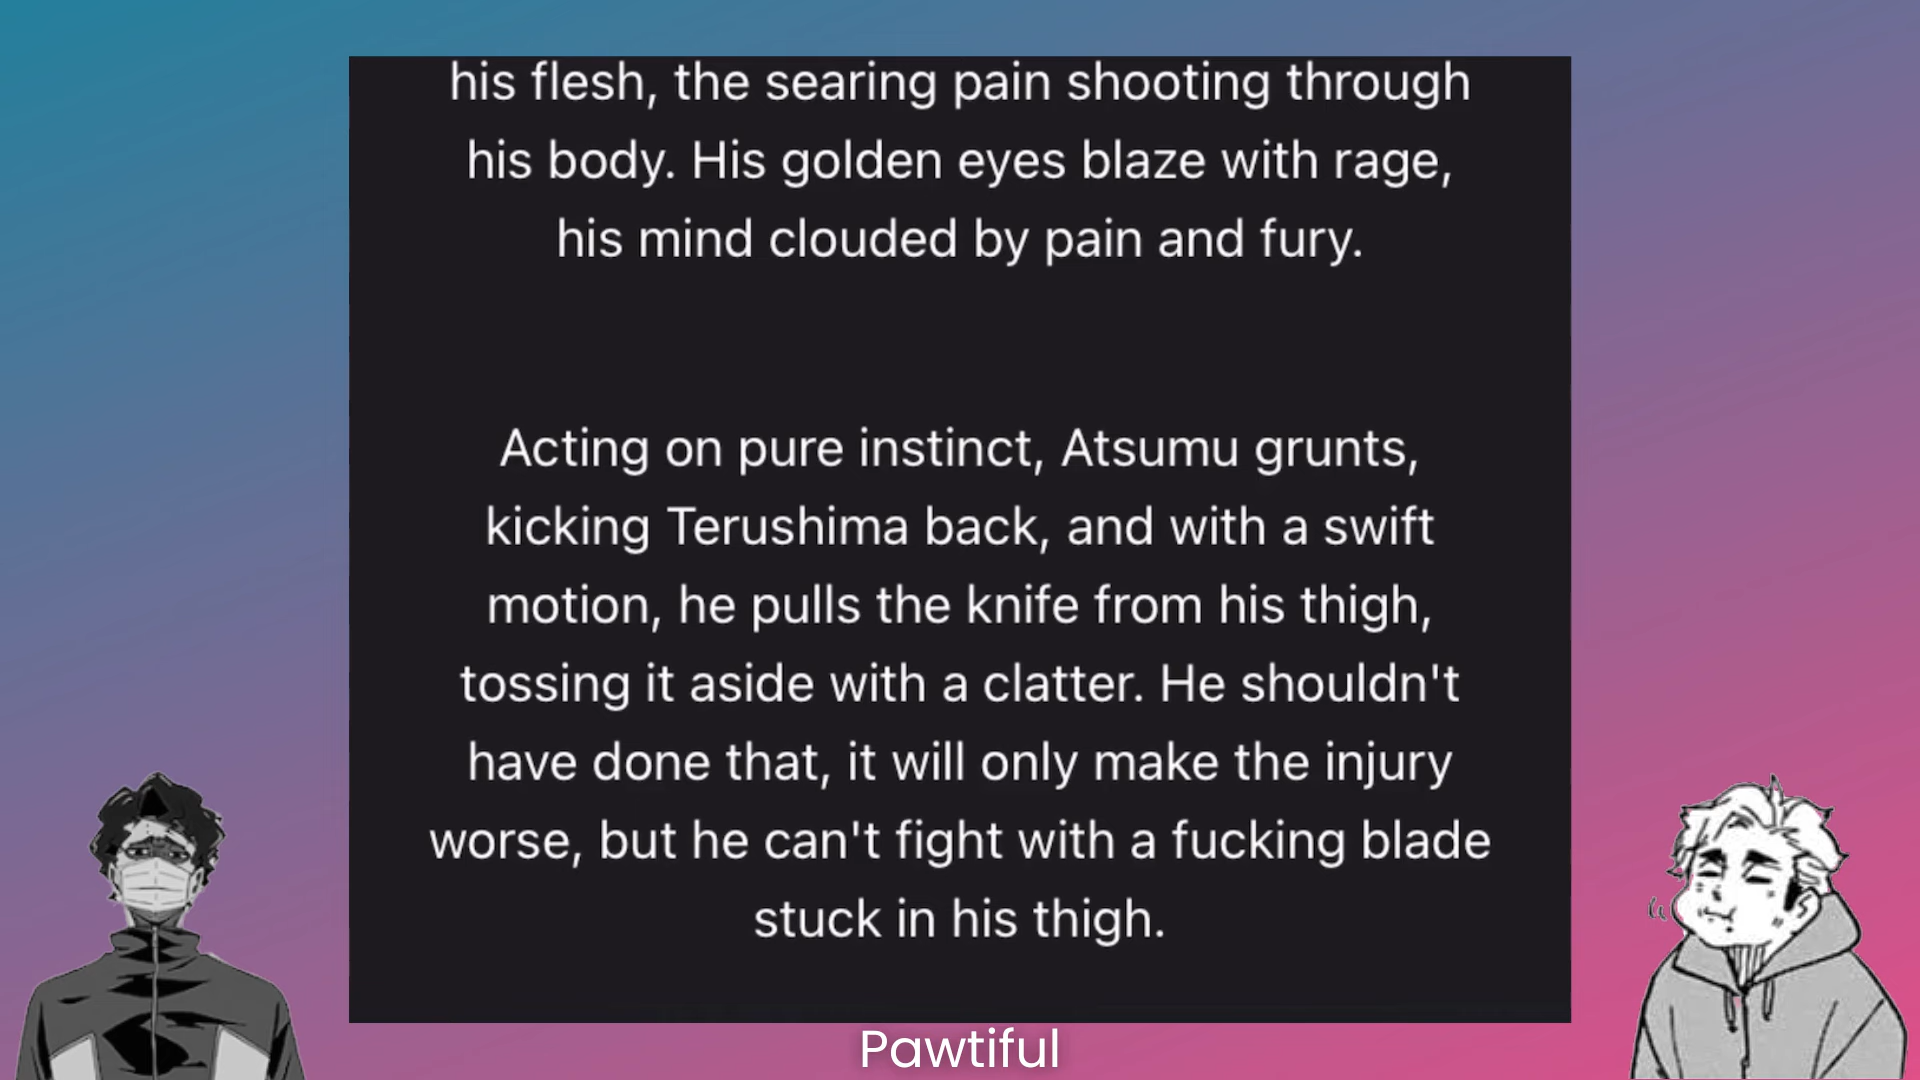 his flesh, the searing pain shooting through
his body. His golden eyes blaze with rage,
his mind clouded by pain and fury.
Acting on pure instinct, Atsumu grunts,
kicking Terushima back, and with a swift
motion, he pulls the knife from his thigh,
tossing it aside with a clatter. He shouldn't
have done that, it will only make the injury
worse, but he can't fight with a fucking blade
stuck in his thigh.
Pawtiful